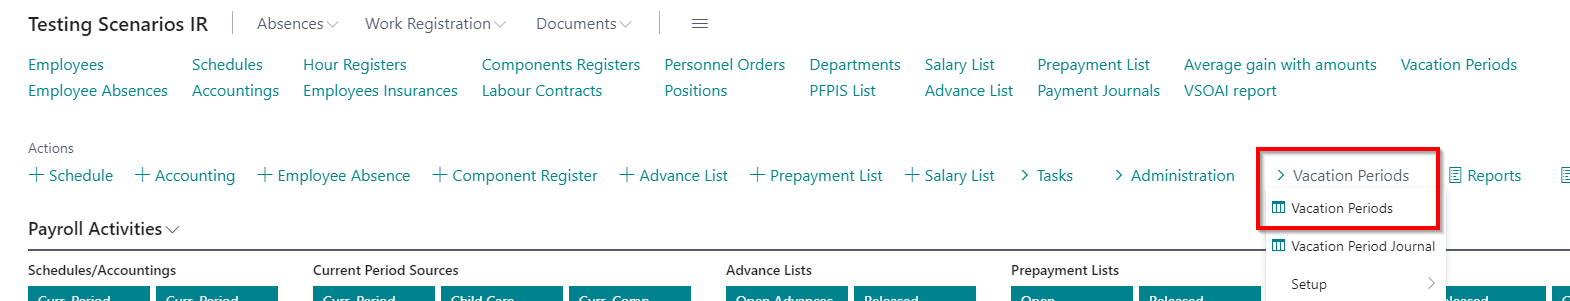 Testing Scenarios IR Absences Work Registration Documents
Employees Schedules Hour Registers Components Registers Personnel Orders Departments Salary List Prepayment List Average gain with amounts Vacation Periods
Employee Absences Accountings Employees Insurances Labour Contracts Positions PFPIS List Advance List Payment Journals VSOAI report
Actions
+ Schedule + Accounting + Employee Absence + Component Register + Advance List + Prepayment List + Salary List > Tasks > Administration > Vacation Periods Reports
Vacation Periods
Payroll Activities
Vacation Period Journal
Schedules/Accountings Current Period Sources Advance Lists Prepayment Lists
Setup >
Curr. Period Curr. Period Curr. Period Child Care Curr. Comp. Open Advances Released Open Released Released